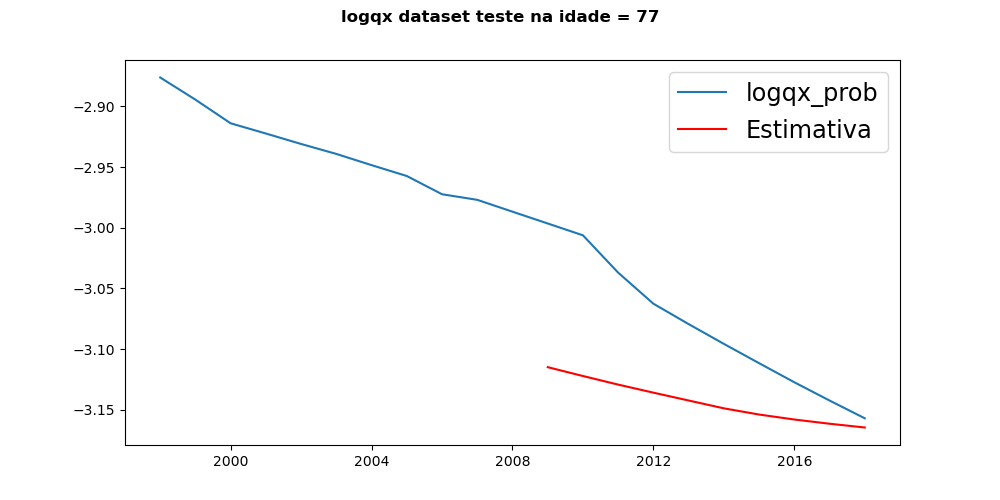 logqx dataset teste na idade = 77
logqx_prob
Estimativa
−2.90
−2.95
−3.00
−3.05
−3.10
−3.15
2000 2004 2008 2012 2016